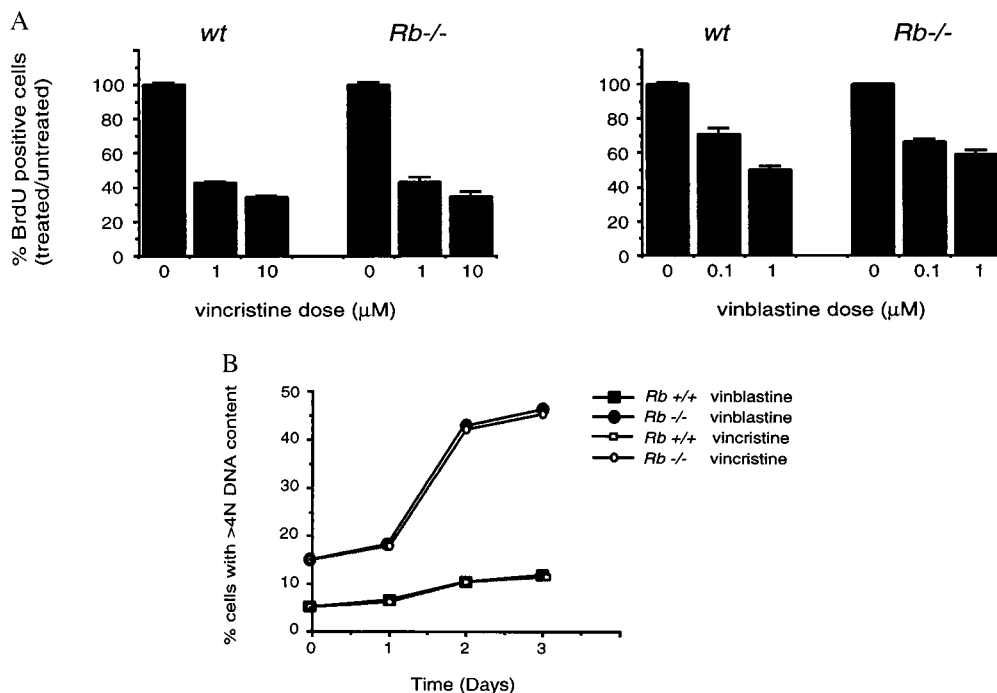 A
wt
Rb-/-
wt
Rb-/-
% BrdU positive cells
(treated/untreated)
100
80
60
40
20
0
0
1
10
0
1
10
vincristine dose (µM)
100
80
60
40
20
0
0
0.1
1
0
0.1
1
vinblastine dose (µM)
B
% cells with >4N DNA content
50
40
30
20
10
0
0
1
2
3
Time (Days)
Rb +/+ vinblastine
Rb -/- vinblastine
Rb +/+ vincristine
Rb -/- vincristine